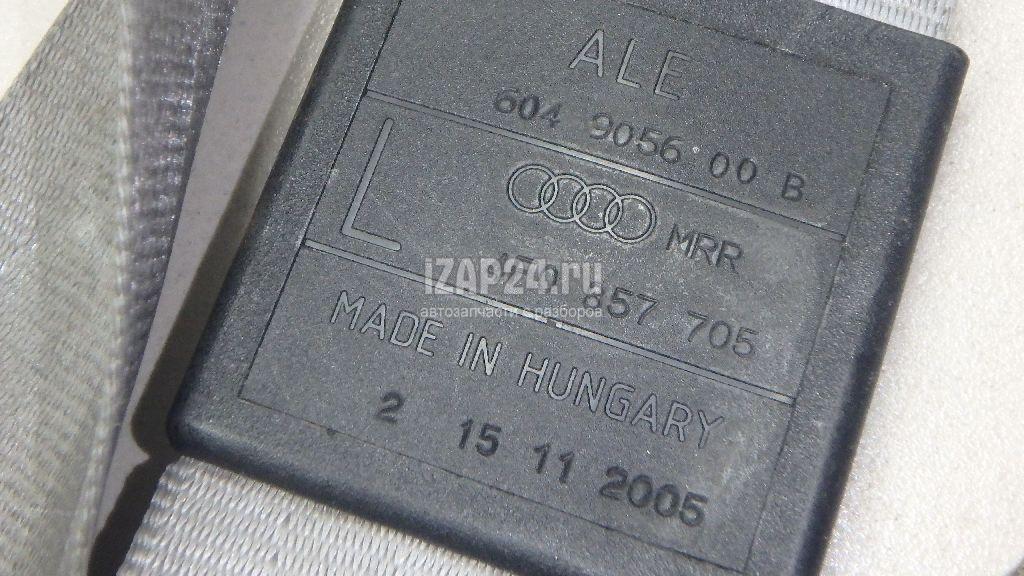 ALE
604 9056 00 B
L
MRR
857 705
IZAP24.ru
автозапчасти с разборов
MADE IN HUNGARY
2 15 11 2005